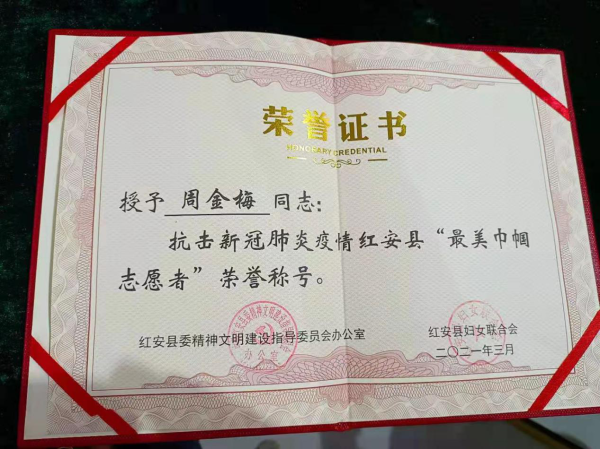 荣誉证书
HONORARY CREDENTIAL
授予 周金梅 同志：
抗击新冠肺炎疫情红安县“最美巾帼
志愿者”荣誉称号。
红安县委精神文明建设指导委员会办公室
办公室
红安县妇女联合会
二〇二一年三月